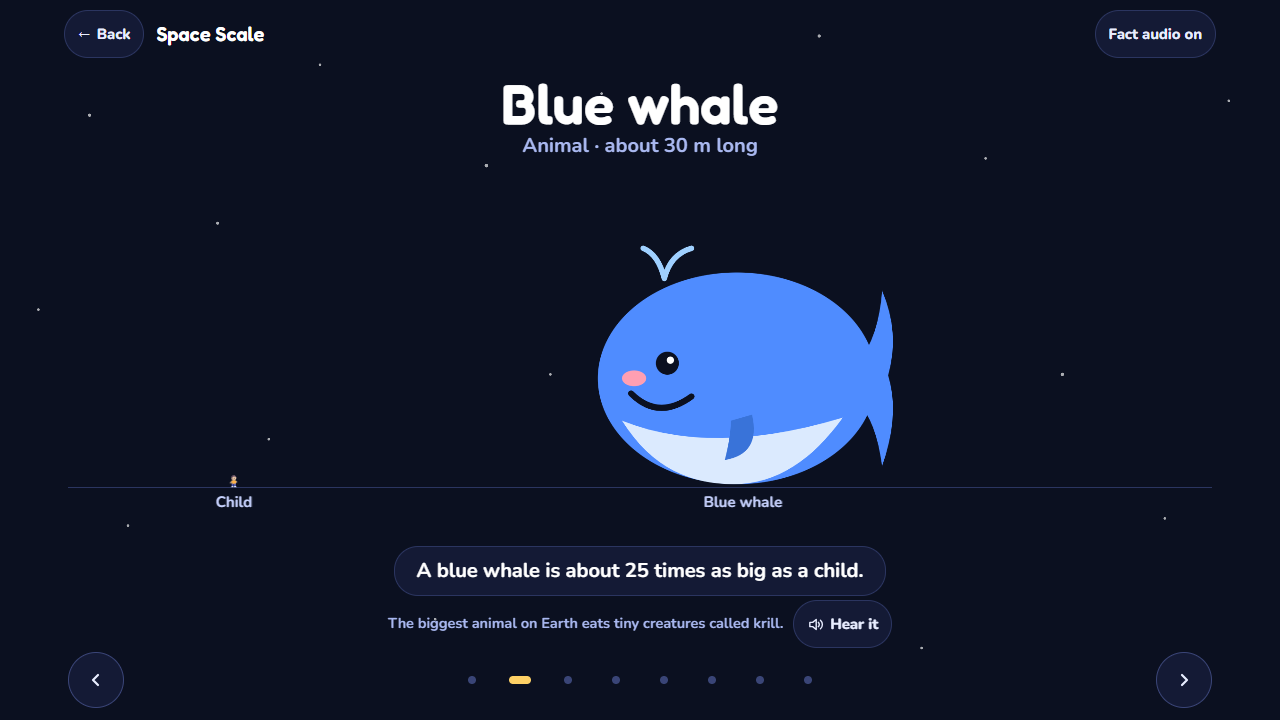 ← Back
Space Scale
Fact audio on
Blue whale
Animal · about 30 m long
Child
Blue whale
A blue whale is about 25 times as big as a child.
The biggest animal on Earth eats tiny creatures called krill.
Hear it